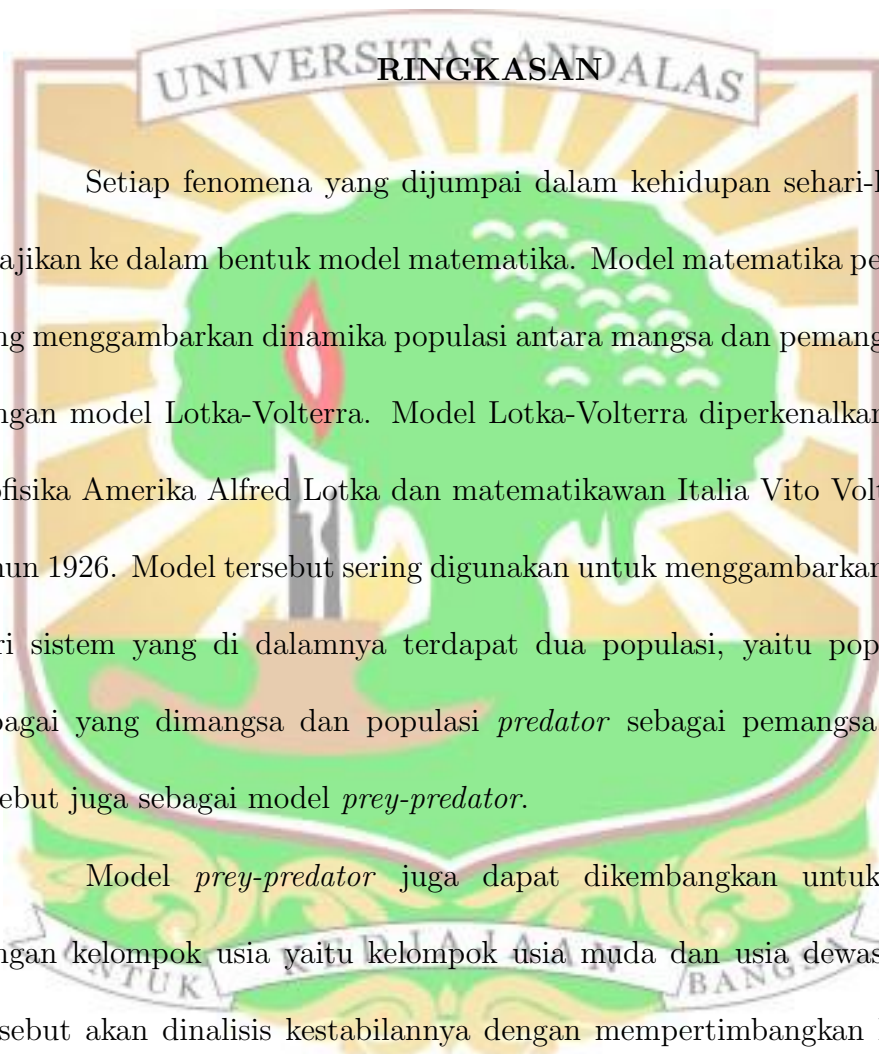 UNIVERSITAS ANDALAS
RINGKASAN
Setiap fenomena yang dijumpai dalam kehidupan sehari-
ajikan ke dalam bentuk model matematika. Model matematika pe
ng menggambarkan dinamika populasi antara mangsa dan pemang
ngan model Lotka-Volterra. Model Lotka-Volterra diperkenalkan
ofisika Amerika Alfred Lotka dan matematikawan Italia Vito Volt
un 1926. Model tersebut sering digunakan untuk menggambarkan
ri sistem yang di dalamnya terdapat dua populasi, yaitu pop
bagai yang dimangsa dan populasi predator sebagai pemangsa
ebut juga sebagai model prey-predator.
Model prey-predator juga dapat dikembangkan untuk
ngan kelompok usia yaitu kelompok usia muda dan usia dewas
UNTUK KEDJAJAAN BANGSA
sebut akan dinalisis kestabilannya dengan mempertimbangkan